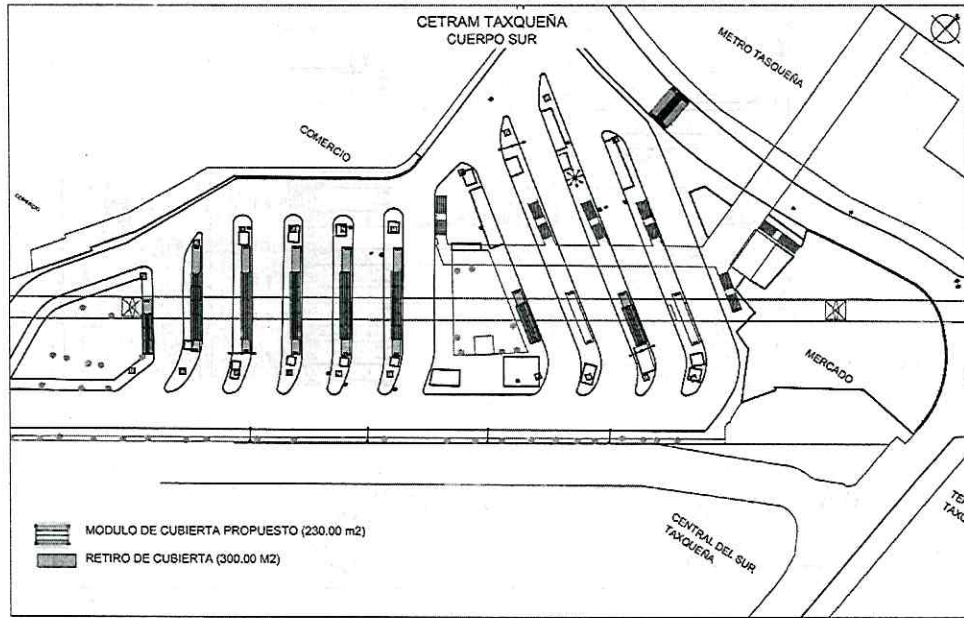 CETRAM TAXQUEÑA
CUERPO SUR
METRO TASQUEÑA
COMERCIO
COMERCIO
MERCADO
MODULO DE CUBIERTA PROPUESTO (230.00 m2)
RETIRO DE CUBIERTA (300.00 M2)
CENTRAL DEL SUR
TAXQUEÑA